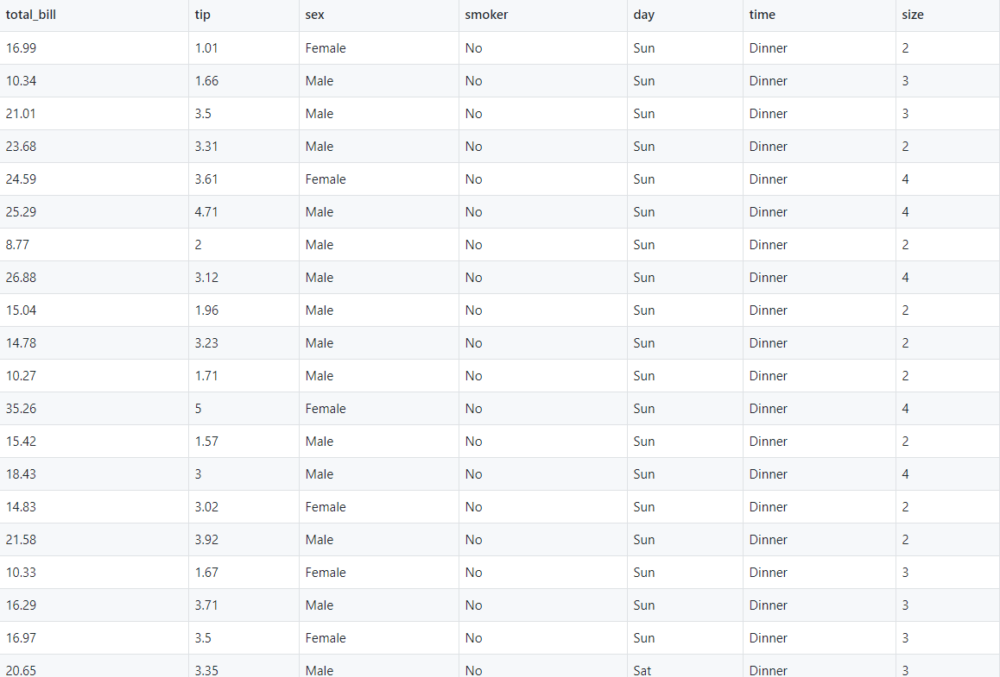 total_bill tip sex smoker day time size
16.99 1.01 Female No Sun Dinner 2
10.34 1.66 Male No Sun Dinner 3
21.01 3.5 Male No Sun Dinner 3
23.68 3.31 Male No Sun Dinner 2
24.59 3.61 Female No Sun Dinner 4
25.29 4.71 Male No Sun Dinner 4
8.77 2 Male No Sun Dinner 2
26.88 3.12 Male No Sun Dinner 4
15.04 1.96 Male No Sun Dinner 2
14.78 3.23 Male No Sun Dinner 2
10.27 1.71 Male No Sun Dinner 2
35.26 5 Female No Sun Dinner 4
15.42 1.57 Male No Sun Dinner 2
18.43 3 Male No Sun Dinner 4
14.83 3.02 Female No Sun Dinner 2
21.58 3.92 Male No Sun Dinner 2
10.33 1.67 Female No Sun Dinner 3
16.29 3.71 Male No Sun Dinner 3
16.97 3.5 Female No Sun Dinner 3
20.65 3.35 Male No Sat Dinner 3